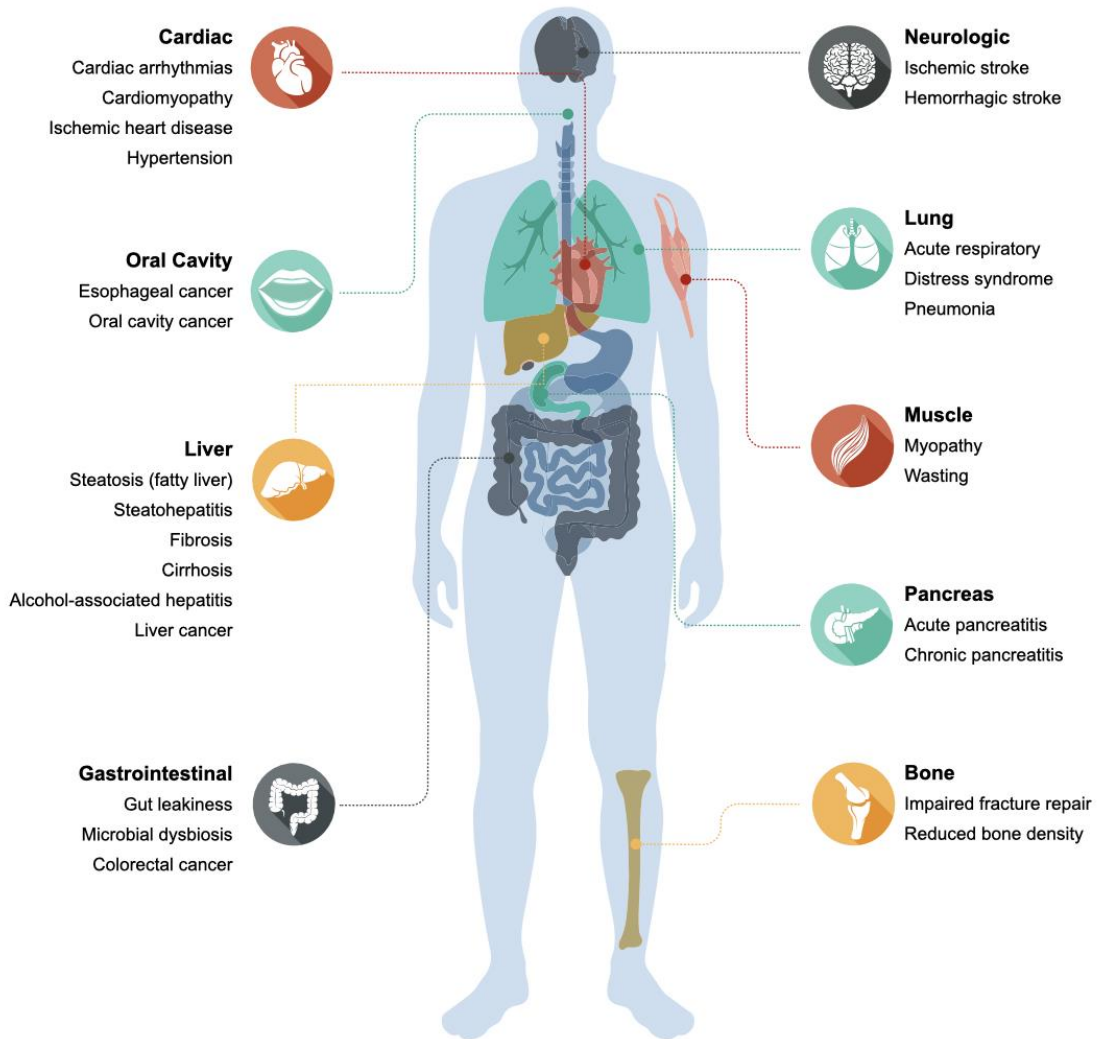 Cardiac
Cardiac arrhythmias
Cardiomyopathy
Ischemic heart disease
Hypertension
Oral Cavity
Esophageal cancer
Oral cavity cancer
Liver
Steatosis (fatty liver)
Steatohepatitis
Fibrosis
Cirrhosis
Alcohol-associated hepatitis
Liver cancer
Gastrointestinal
Gut leakiness
Microbial dysbiosis
Colorectal cancer
Neurologic
Ischemic stroke
Hemorrhagic stroke
Lung
Acute respiratory
Distress syndrome
Pneumonia
Muscle
Myopathy
Wasting
Pancreas
Acute pancreatitis
Chronic pancreatitis
Bone
Impaired fracture repair
Reduced bone density